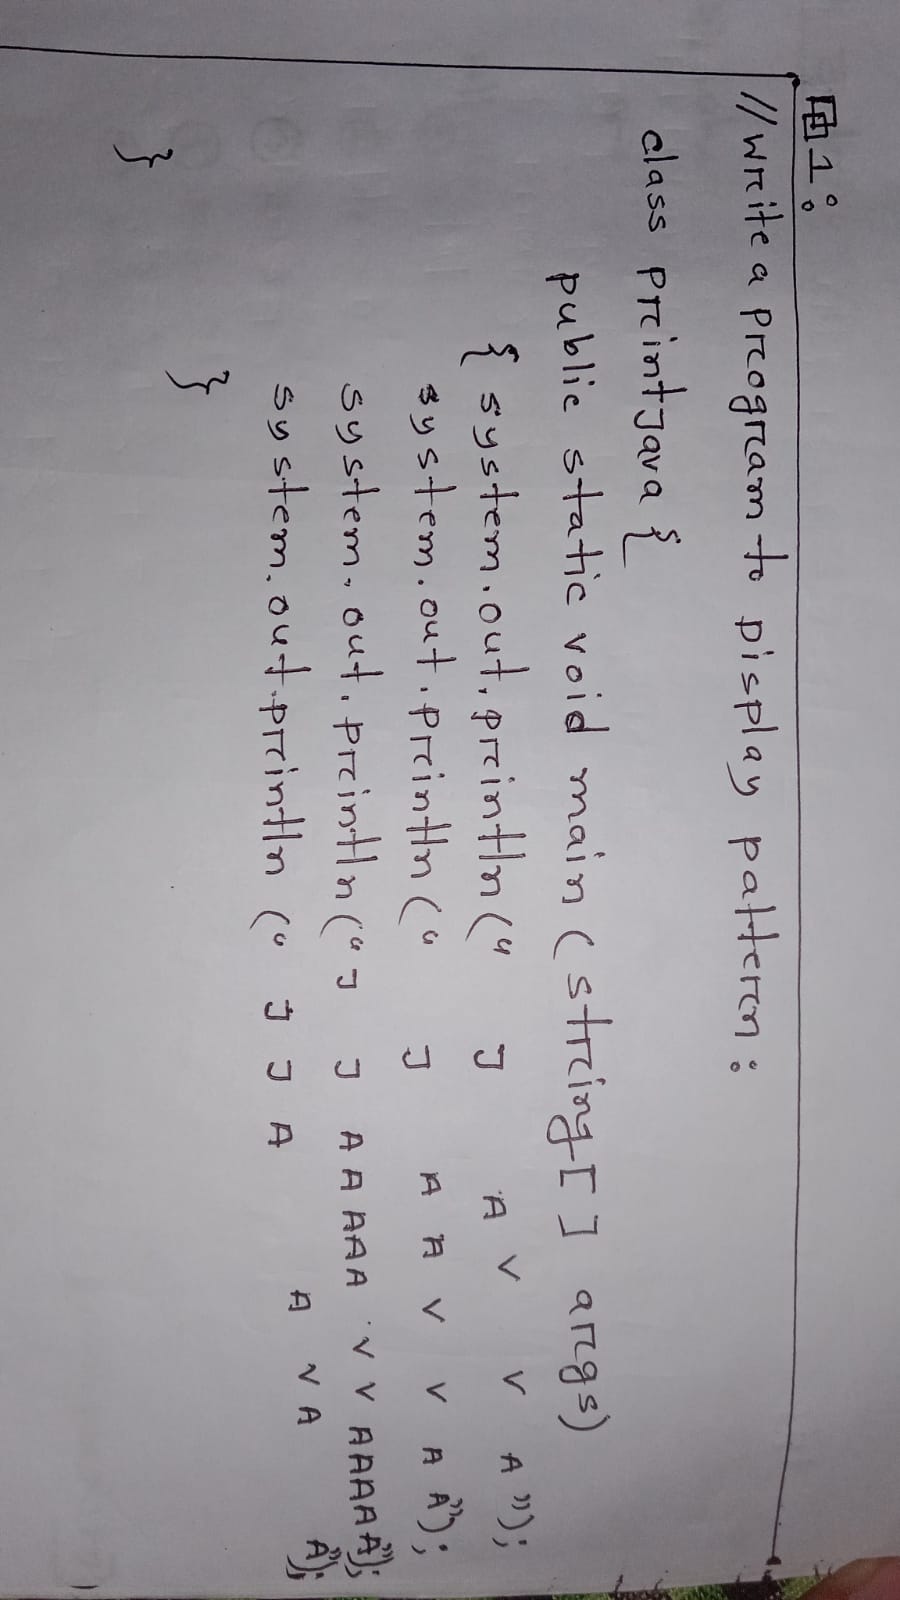 1:
//write a program to Display pattern:
class printJava {
public static void main (string[] args)
{ system.out.println("     J     A  V     V  A");
system.out.println("     J     A A  V  V  A A");
system.out.println("J   J   AAAAA  V V  AAAAA");
system.out.println(" J J A     A  V A     A");
}
}